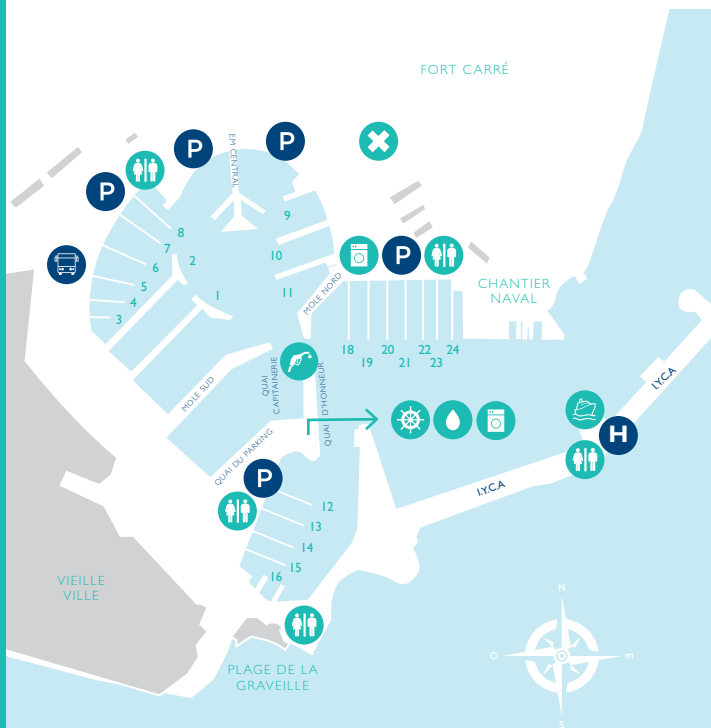 FORT CARRÉ
P
P
EM CENTRAL
P
9
8
7
2
6
10
5
1
11
4
3
MOLE NORD
P
CHANTIER
NAVAL
18
19
20
21
22
23
24
QUAI
CAPITAINERIE
QUAI D'HONNEUR
MOLE SUD
I.Y.C.A
H
QUAI DU PARKING
P
I.Y.C.A
12
13
14
15
16
VIEILLE
VILLE
PLAGE DE LA
GRAVEILLE
N
O
E
S